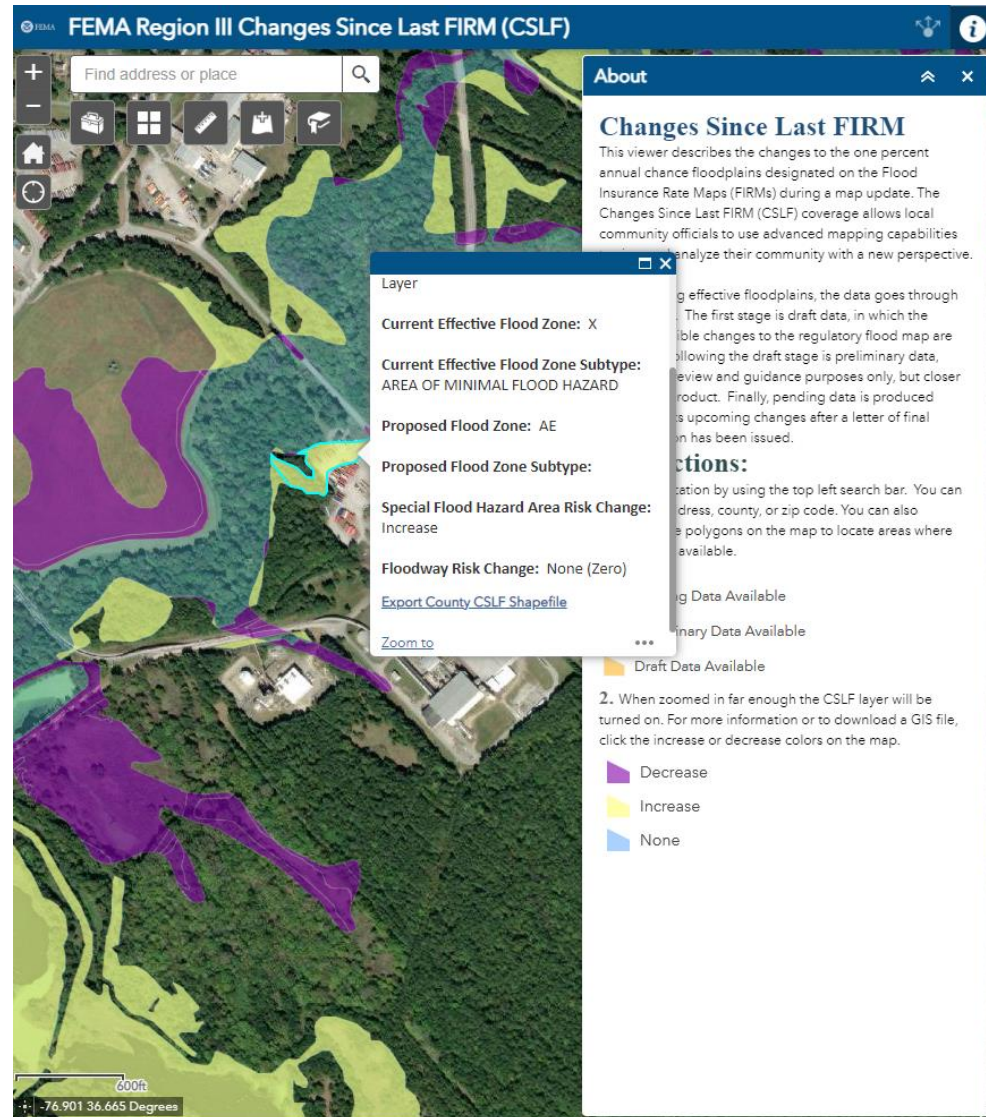 FEMA
FEMA Region III Changes Since Last FIRM (CSLF)
Find address or place
About
Changes Since Last FIRM
This viewer describes the changes to the one percent
annual chance floodplains designated on the Flood
Insurance Rate Maps (FIRMs) during a map update. The
Changes Since Last FIRM (CSLF) coverage allows local
community officials to use advanced mapping capabilities
analyze their community with a new perspective.
effective floodplains, the data goes through
The first stage is draft data, in which the
changes to the regulatory flood map are
the draft stage is preliminary data,
and guidance purposes only, but closer
Finally, pending data is produced
upcoming changes after a letter of final
has been issued.
by using the top left search bar. You can
county, or zip code. You can also
polygons on the map to locate areas where
available.
Data Available
Data Available
Draft Data Available
2. When zoomed in far enough the CSLF layer will be
turned on. For more information or to download a GIS file,
click the increase or decrease colors on the map.
Decrease
Increase
None
Layer
Current Effective Flood Zone: X
Current Effective Flood Zone Subtype:
AREA OF MINIMAL FLOOD HAZARD
Proposed Flood Zone: AE
Proposed Flood Zone Subtype:
Special Flood Hazard Area Risk Change:
Increase
Floodway Risk Change: None (Zero)
Export County CSLF Shapefile
Zoom to
600ft
-76.901 36.665 Degrees